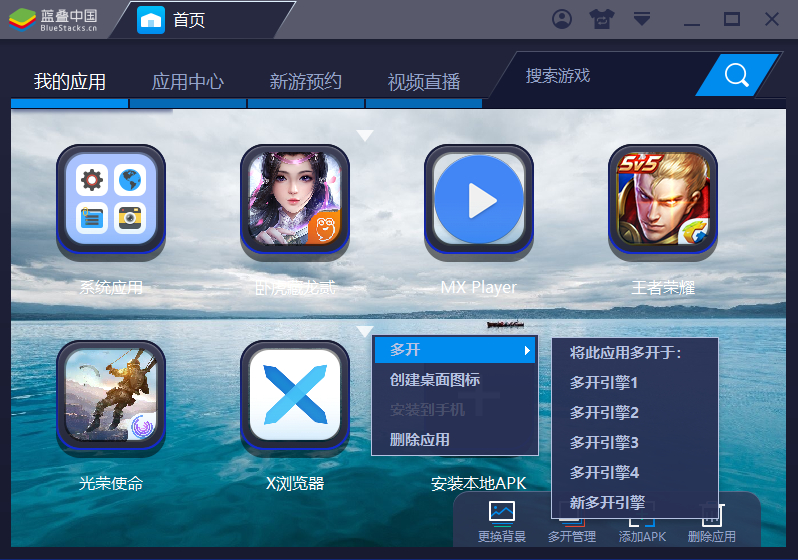 蓝叠中国
BlueStacks.cn
首页
我的应用
应用中心
新游预约
视频直播
搜索游戏
5v5
系统应用
卧虎藏龙贰
MX Player
王者荣耀
多开
创建桌面图标
安装到手机
删除应用
将此应用多开于:
多开引擎1
多开引擎2
多开引擎3
多开引擎4
新多开引擎
光荣使命
X浏览器
安装本地APK
更换背景
多开管理
添加APK
删除应用